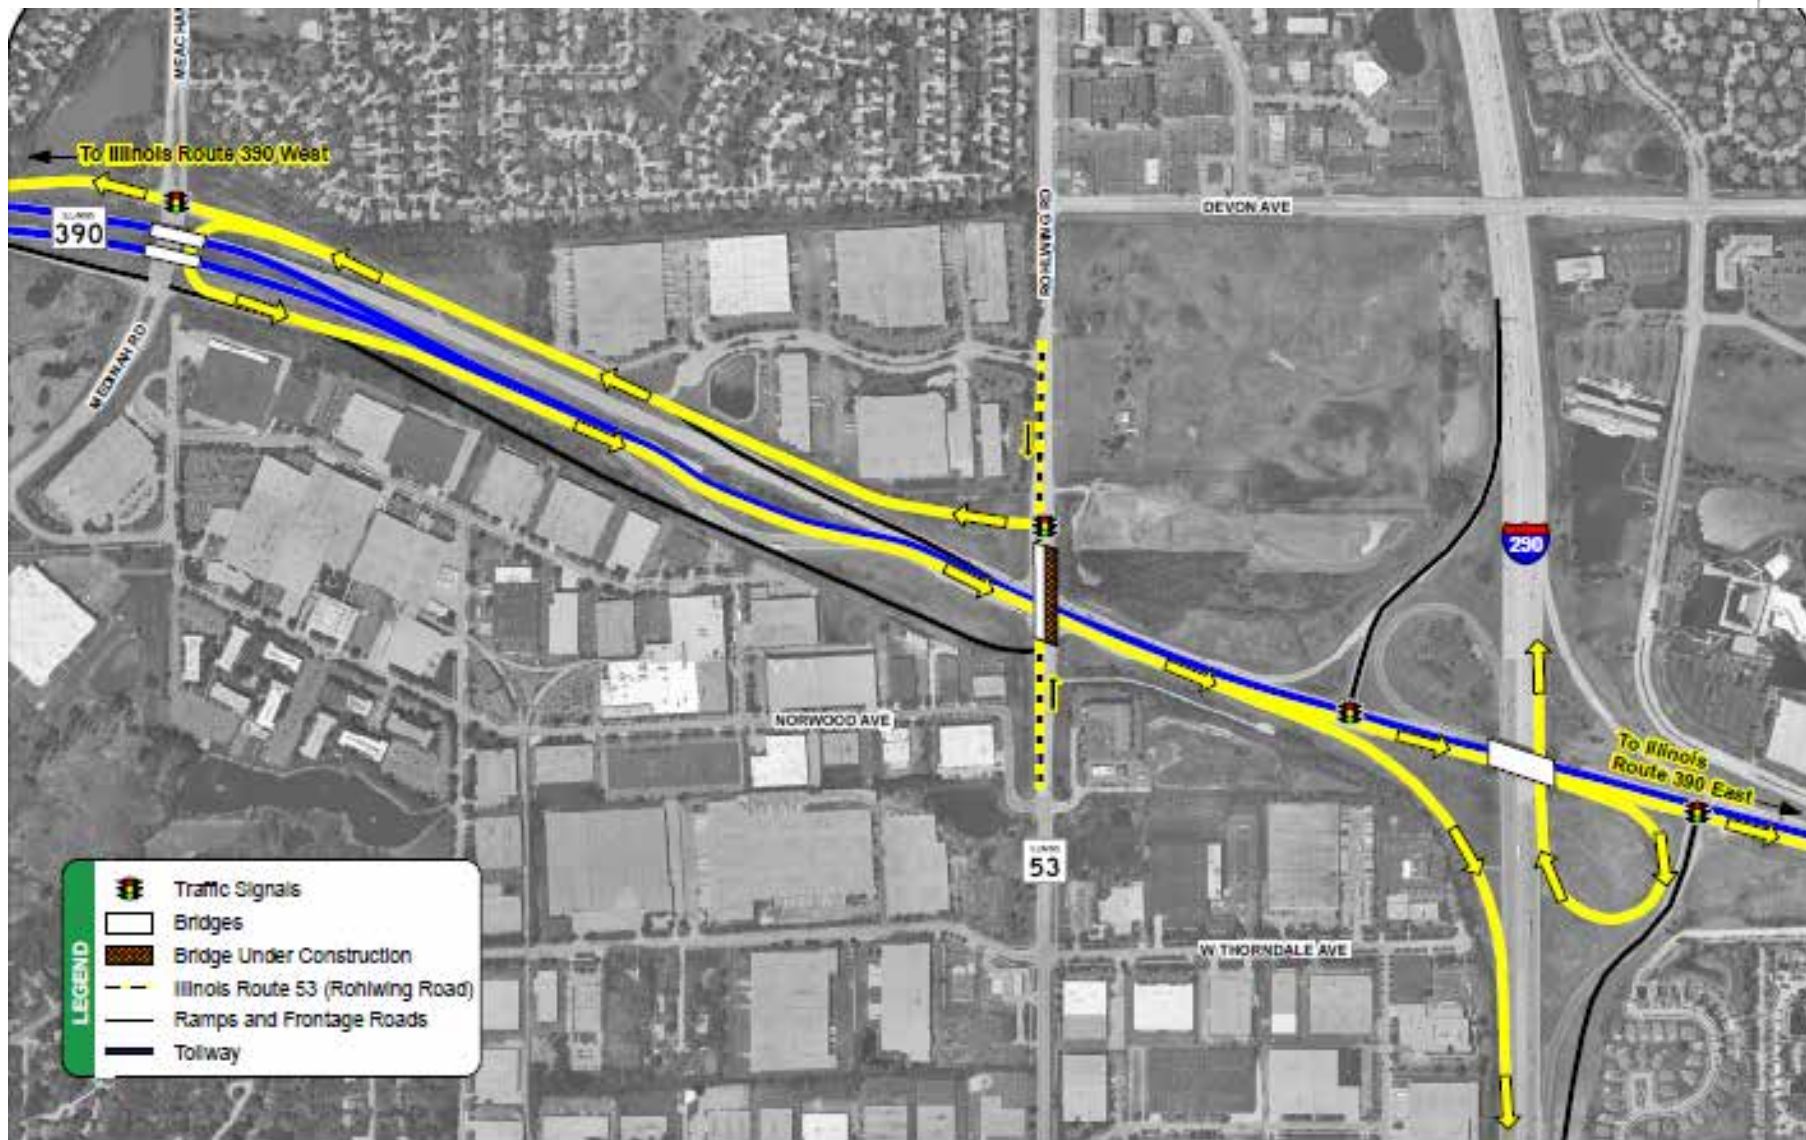 MEACHAM
To Illinois Route 390 West
ILLINOIS
390
MEDINAH RD
ROHLWING RD
DEVON AVE
290
NORWOOD AVE
To Illinois
Route 390 East
ILLINOIS
53
W THORNDALE AVE
LEGEND
Traffic Signals
Bridges
Bridge Under Construction
Illinois Route 53 (Rohlwing Road)
Ramps and Frontage Roads
Tollway